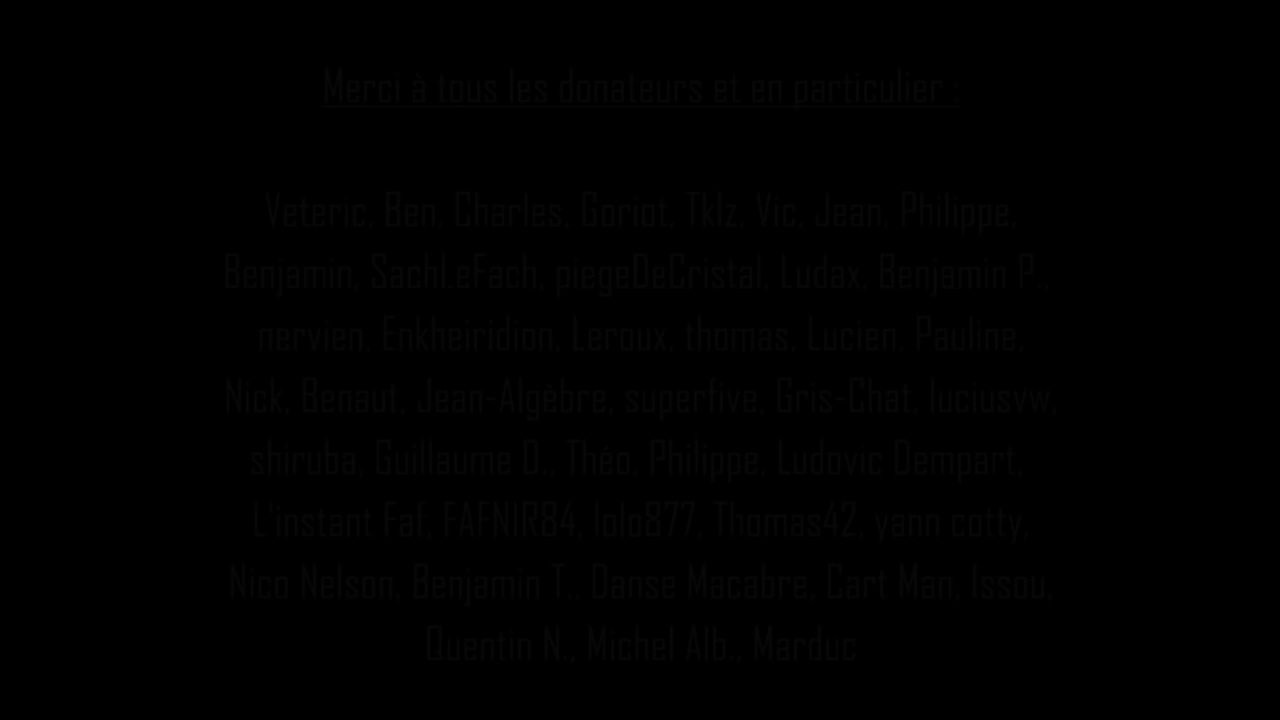 Merci à tous les donateurs et en particulier :
Veteric, Ben, Charles, Goriot, Tklz, Vic, Jean, Philippe,
Benjamin, SachLeFach, piegeDeCristal, Ludax, Benjamin P.,
nervien, Enkheiridion, Leroux, thomas, Lucien, Pauline,
Nick, Benaut, Jean-Algèbre, superfive, Gris-Chat, luciusvw,
shiruba, Guillaume D., Théo, Philippe, Ludovic Dempart,
L'instant Faf, FAFNIR84, lolo877, Thomas42, yann cotty,
Nico Nelson, Benjamin T., Danse Macabre, Cart Man, Issou,
Quentin N., Michel Alb., Marduc